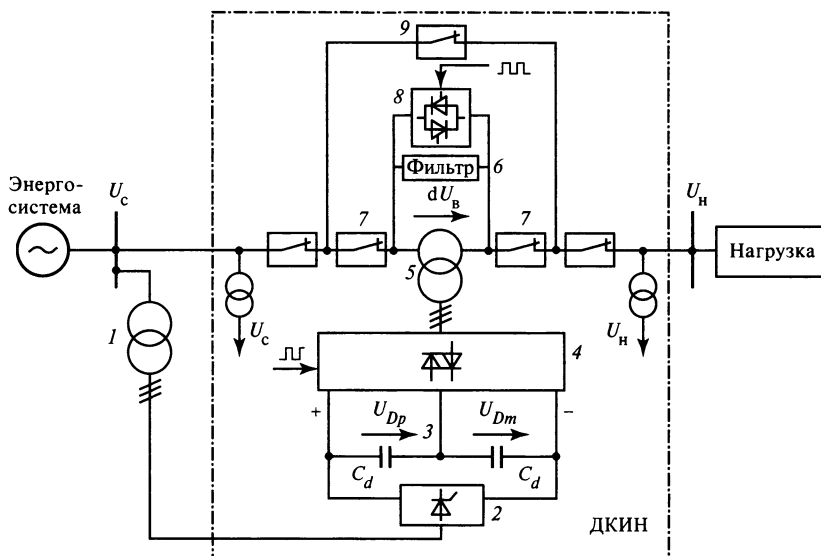 9
8
Фильтр
6
dU_в
Энерго-
система
U_с
7
7
U_н
Нагрузка
5
1
U_с
U_н
4
+
U_Dp
3
U_Dm
−
C_d
C_d
2
ДКИН